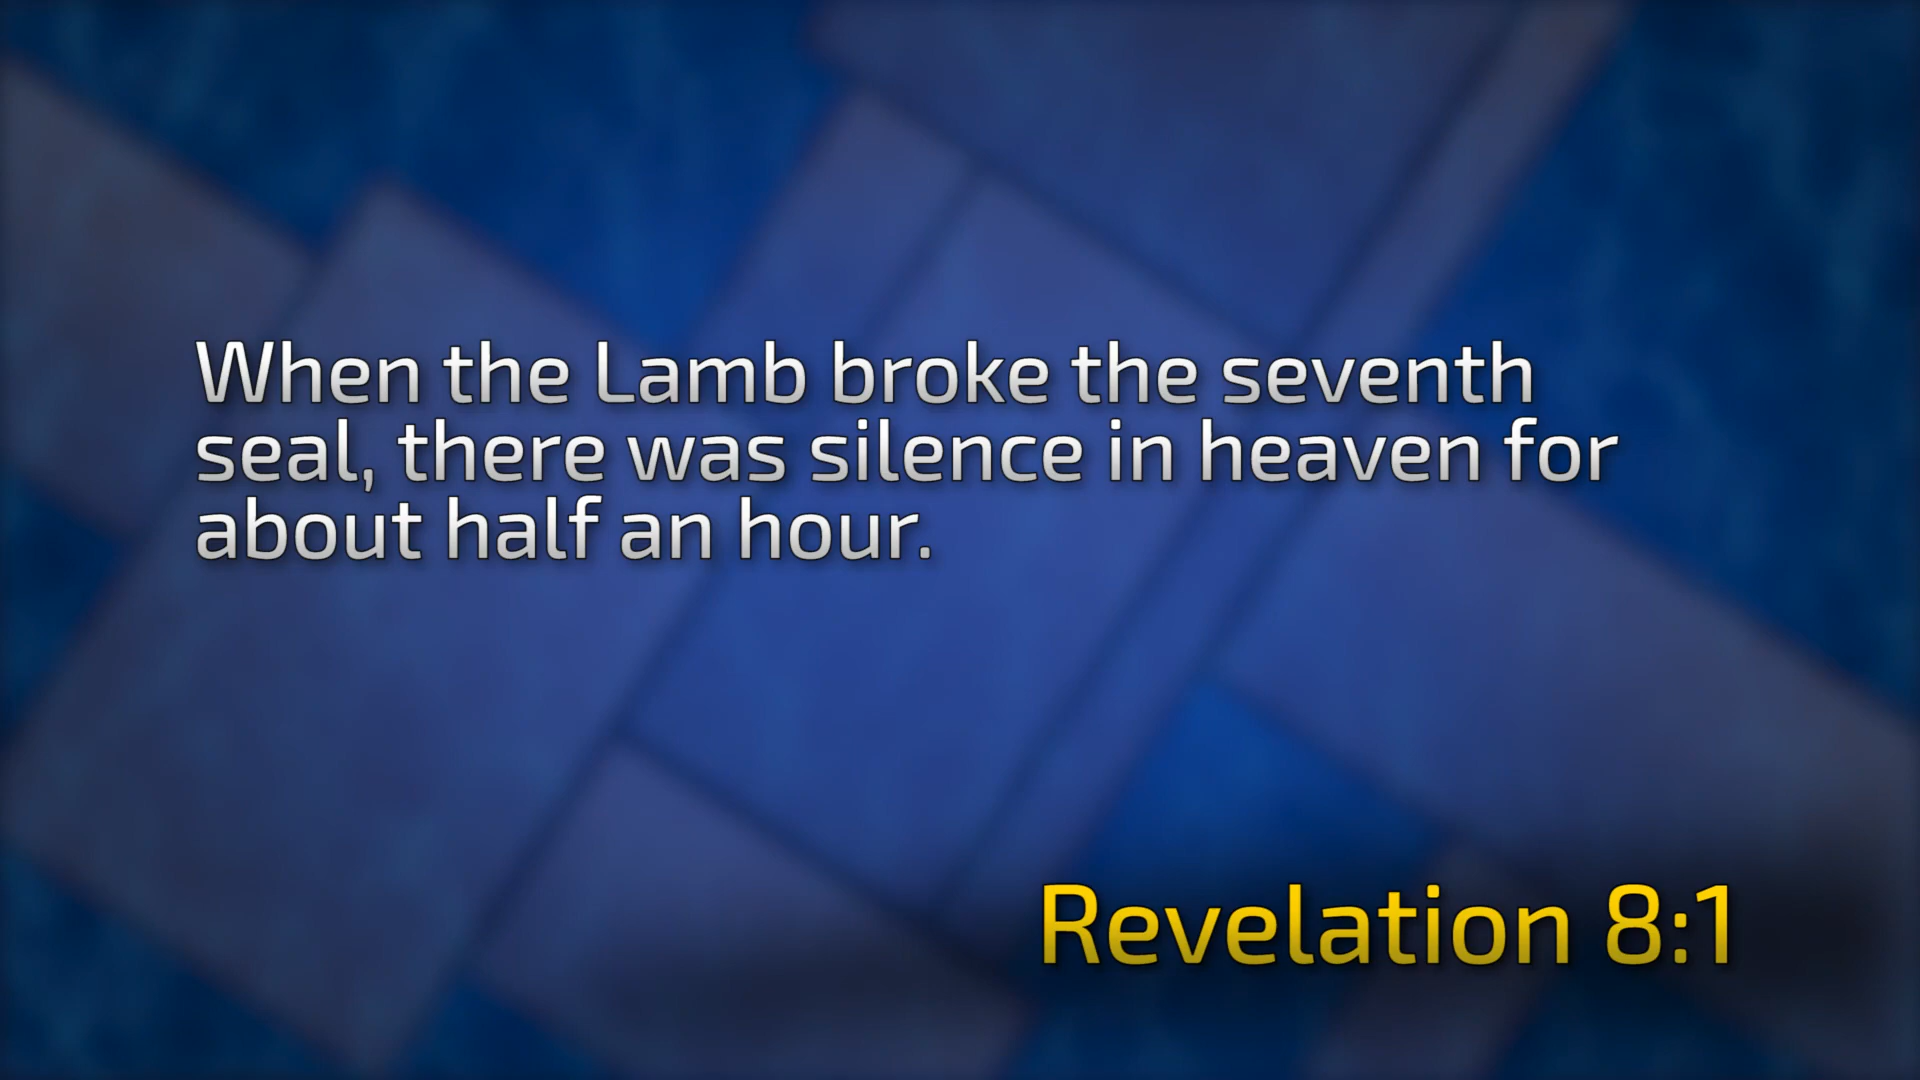 When the Lamb broke the seventh
seal, there was silence in heaven for
about half an hour.
Revelation 8:1